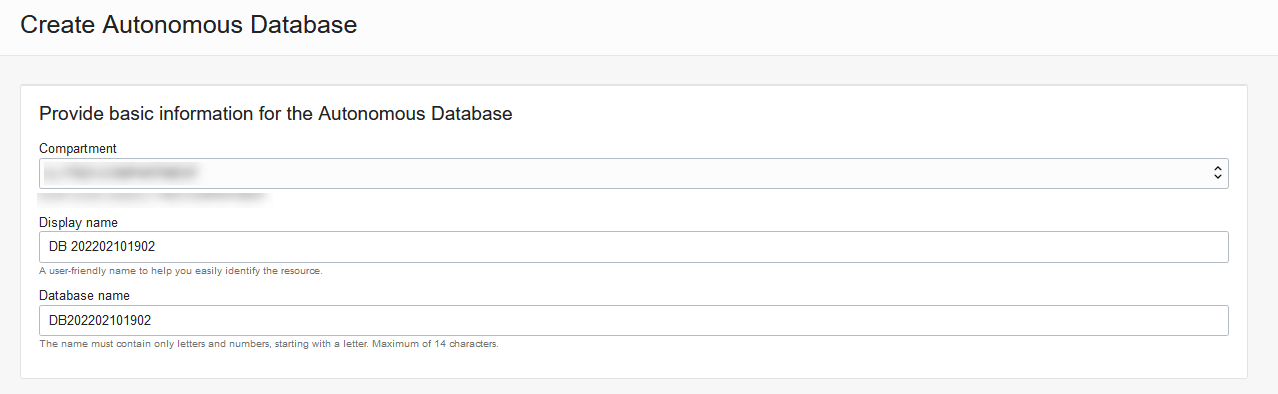 Create Autonomous Database
Provide basic information for the Autonomous Database
Compartment
Display name
DB 202202101902
A user-friendly name to help you easily identify the resource.
Database name
DB202202101902
The name must contain only letters and numbers, starting with a letter. Maximum of 14 characters.